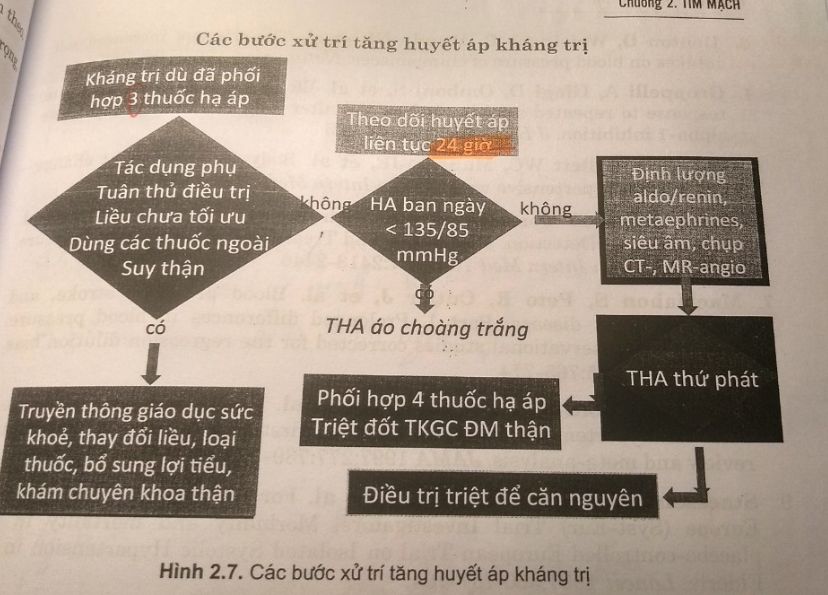 Chương 2. TIM MẠCH
Các bước xử trí tăng huyết áp kháng trị
Kháng trị dù đã phối
hợp 3 thuốc hạ áp
Theo dõi huyết áp
liên tục 24 giờ
Tác dụng phụ
Tuân thủ điều trị
Liều chưa tối ưu
Dùng các thuốc ngoài
Suy thận
không
HA ban ngày
< 135/85
mmHg
không
Định lượng
aldo/renin,
metaephrines,
siêu âm, chụp
CT-, MR-angio
có
THA áo choàng trắng
có
THA thứ phát
Truyền thông giáo dục sức
khoẻ, thay đổi liều, loại
thuốc, bổ sung lợi tiểu,
khám chuyên khoa thận
Phối hợp 4 thuốc hạ áp
Triệt đốt TKGC ĐM thận
Điều trị triệt để căn nguyên
Hình 2.7. Các bước xử trí tăng huyết áp kháng trị